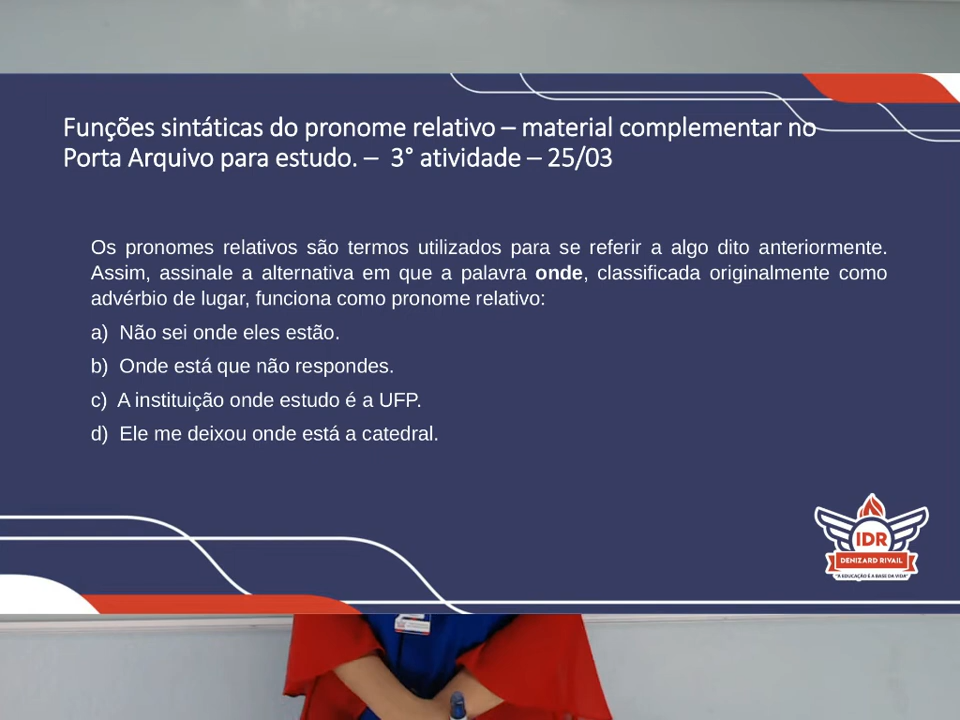 Funções sintáticas do pronome relativo – material complementar no
Porta Arquivo para estudo. – 3° atividade – 25/03
Os pronomes relativos são termos utilizados para se referir a algo dito anteriormente.
Assim, assinale a alternativa em que a palavra onde, classificada originalmente como
advérbio de lugar, funciona como pronome relativo:
a) Não sei onde eles estão.
b) Onde está que não respondes.
c) A instituição onde estudo é a UFP.
d) Ele me deixou onde está a catedral.
IDR
DENIZARD RIVAIL
"A EDUCAÇÃO É A BASE DA VIDA"